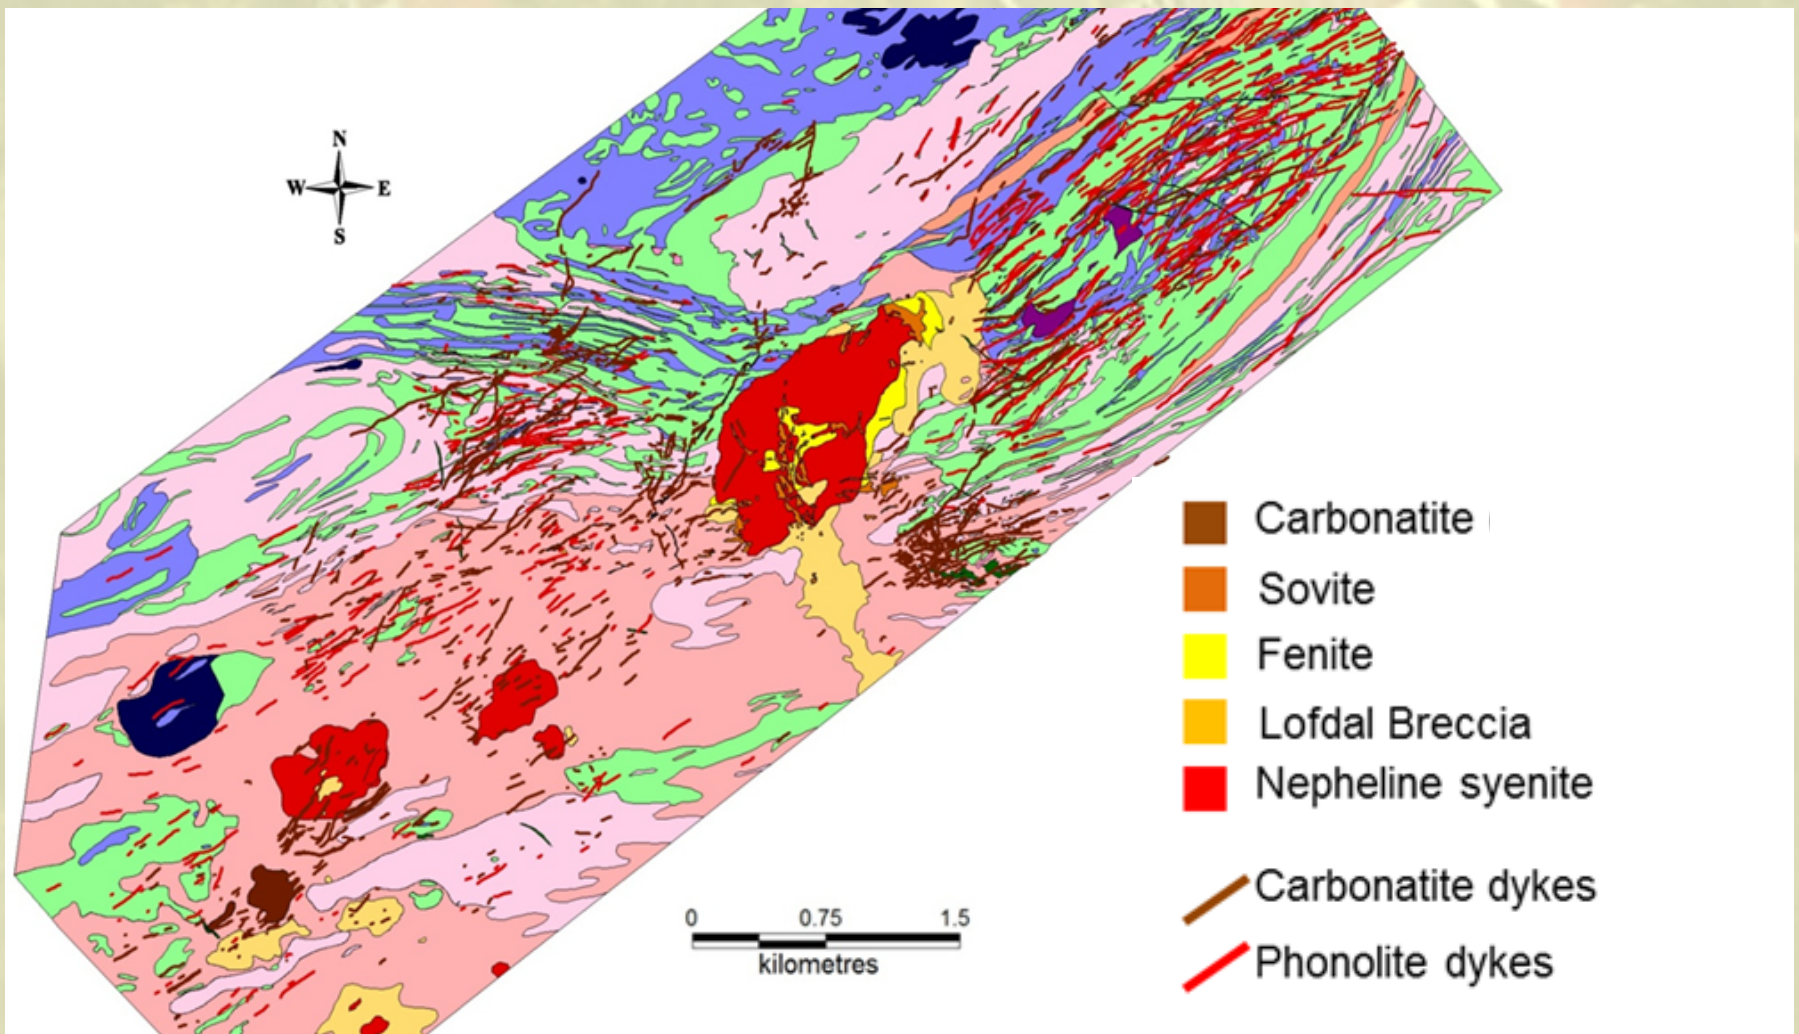 N
W E
S
Carbonatite
Sovite
Fenite
Lofdal Breccia
Nepheline syenite
Carbonatite dykes
Phonolite dykes
0 0.75 1.5
kilometres